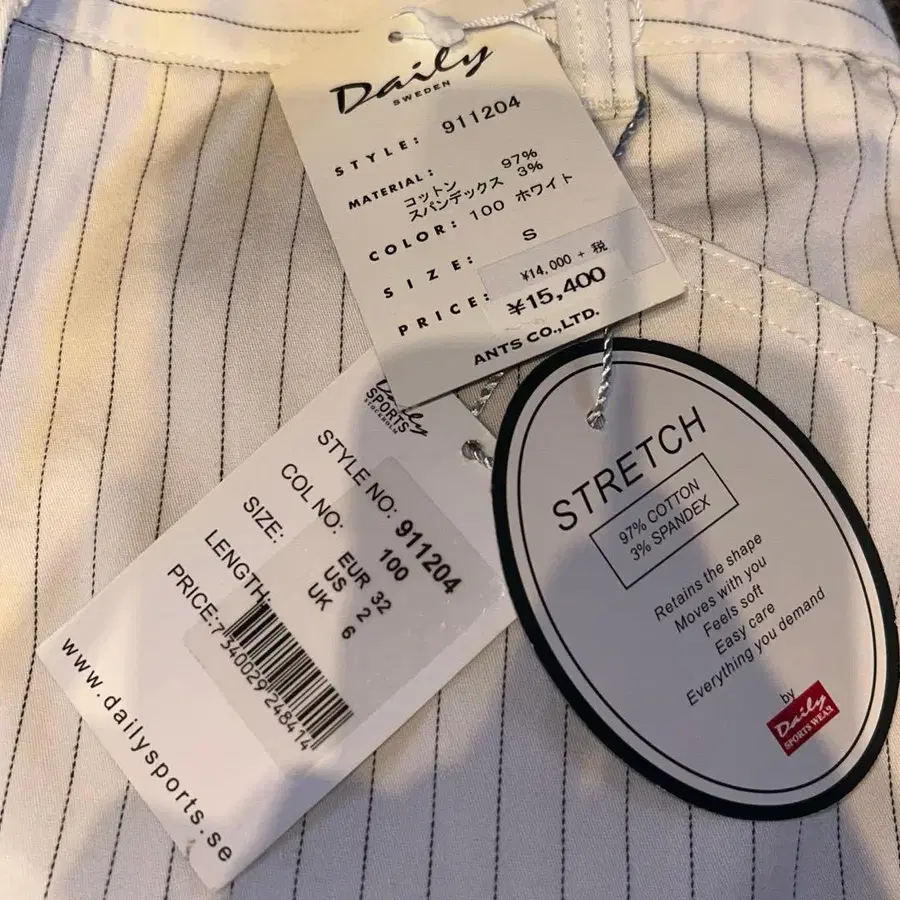 Daily
SWEDEN
STYLE: 911204
MATERIAL: コットン 97%
スパンデックス 3%
COLOR: 100 ホワイト
SIZE: S
¥14,000 + 税
PRICE: ¥15,400
ANTS CO.,LTD.
Daily
SPORTS
STOCKHOLM
STYLE NO: 911204
COL NO: 100
SIZE: EUR 32
US 2
UK 6
LENGTH:
PRICE:
7340029248414
www.dailysports.se
STRETCH
97% COTTON
3% SPANDEX
Retains the shape
Moves with you
Feels soft
Easy care
Everything you demand
by
Daily
SPORTS WEAR